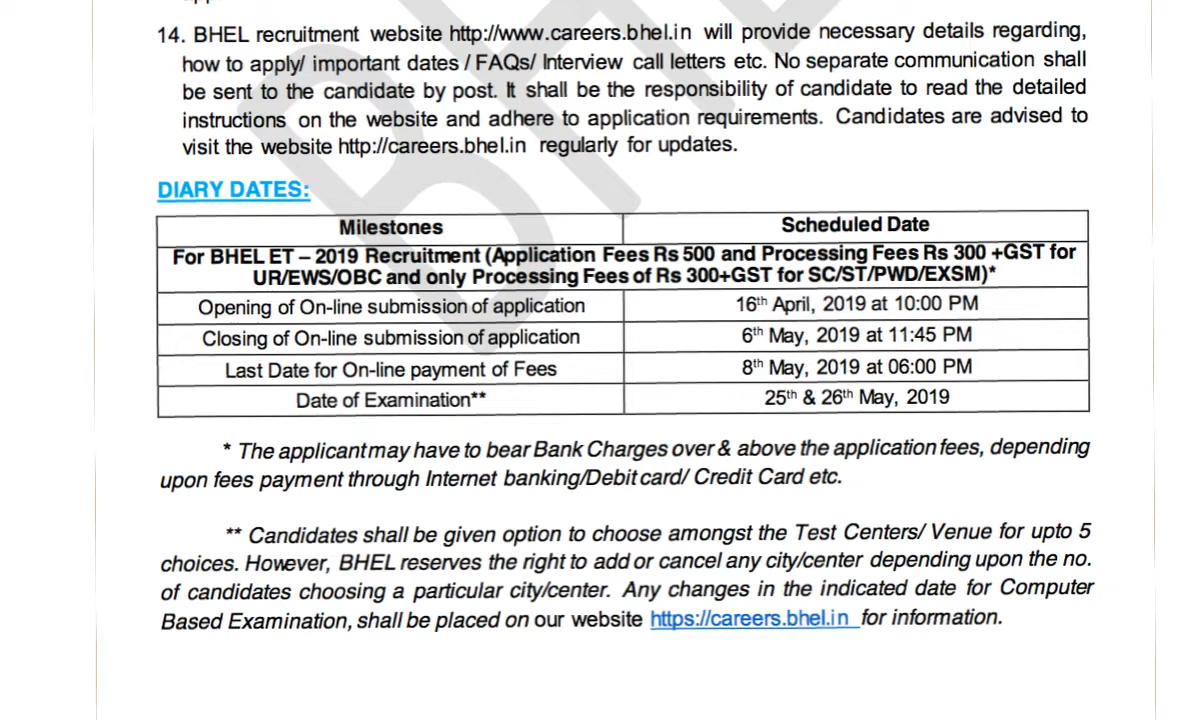 14. BHEL recruitment website http://www.careers.bhel.in will provide necessary details regarding,
how to apply/ important dates / FAQs/ Interview call letters etc. No separate communication shall
be sent to the candidate by post. It shall be the responsibility of candidate to read the detailed
instructions on the website and adhere to application requirements. Candidates are advised to
visit the website http://careers.bhel.in regularly for updates.
DIARY DATES:
Milestones Scheduled Date
For BHEL ET – 2019 Recruitment (Application Fees Rs 500 and Processing Fees Rs 300 +GST for
UR/EWS/OBC and only Processing Fees of Rs 300+GST for SC/ST/PWD/EXSM)*
Opening of On-line submission of application 16th April, 2019 at 10:00 PM
Closing of On-line submission of application 6th May, 2019 at 11:45 PM
Last Date for On-line payment of Fees 8th May, 2019 at 06:00 PM
Date of Examination** 25th & 26th May, 2019
* The applicant may have to bear Bank Charges over & above the application fees, depending
upon fees payment through Internet banking/Debit card/ Credit Card etc.
** Candidates shall be given option to choose amongst the Test Centers/ Venue for upto 5
choices. However, BHEL reserves the right to add or cancel any city/center depending upon the no.
of candidates choosing a particular city/center. Any changes in the indicated date for Computer
Based Examination, shall be placed on our website https://careers.bhel.in for information.